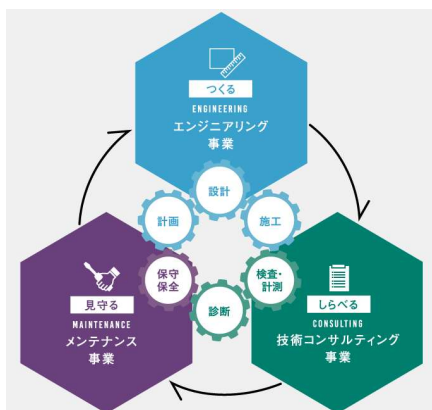 つくる
ENGINEERING
エンジニアリング
事業
設計
計画
施工
保守
保全
検査・
計測
診断
見守る
MAINTENANCE
メンテナンス
事業
しらべる
CONSULTING
技術コンサルティング
事業